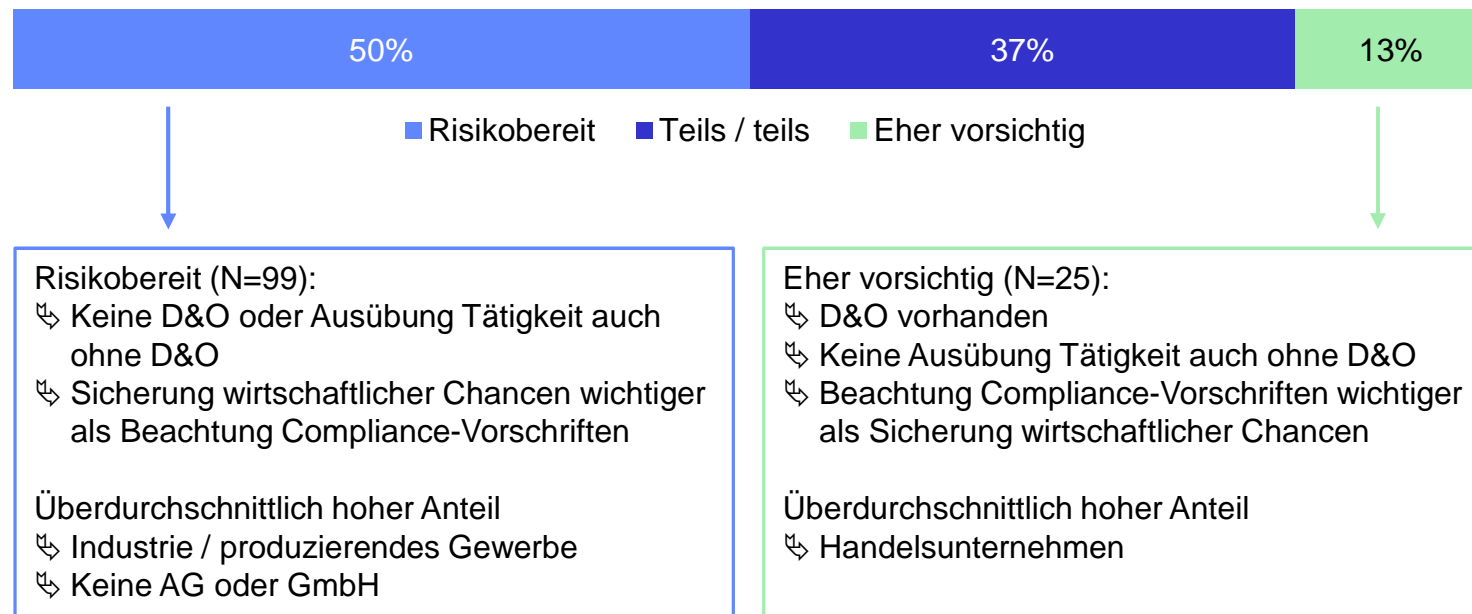 50% 37% 13%
Risikobereit Teils / teils Eher vorsichtig
Risikobereit (N=99):
Keine D&O oder Ausübung Tätigkeit auch
ohne D&O
Sicherung wirtschaftlicher Chancen wichtiger
als Beachtung Compliance-Vorschriften
Überdurchschnittlich hoher Anteil
Industrie / produzierendes Gewerbe
Keine AG oder GmbH
Eher vorsichtig (N=25):
D&O vorhanden
Keine Ausübung Tätigkeit auch ohne D&O
Beachtung Compliance-Vorschriften wichtiger
als Sicherung wirtschaftlicher Chancen
Überdurchschnittlich hoher Anteil
Handelsunternehmen